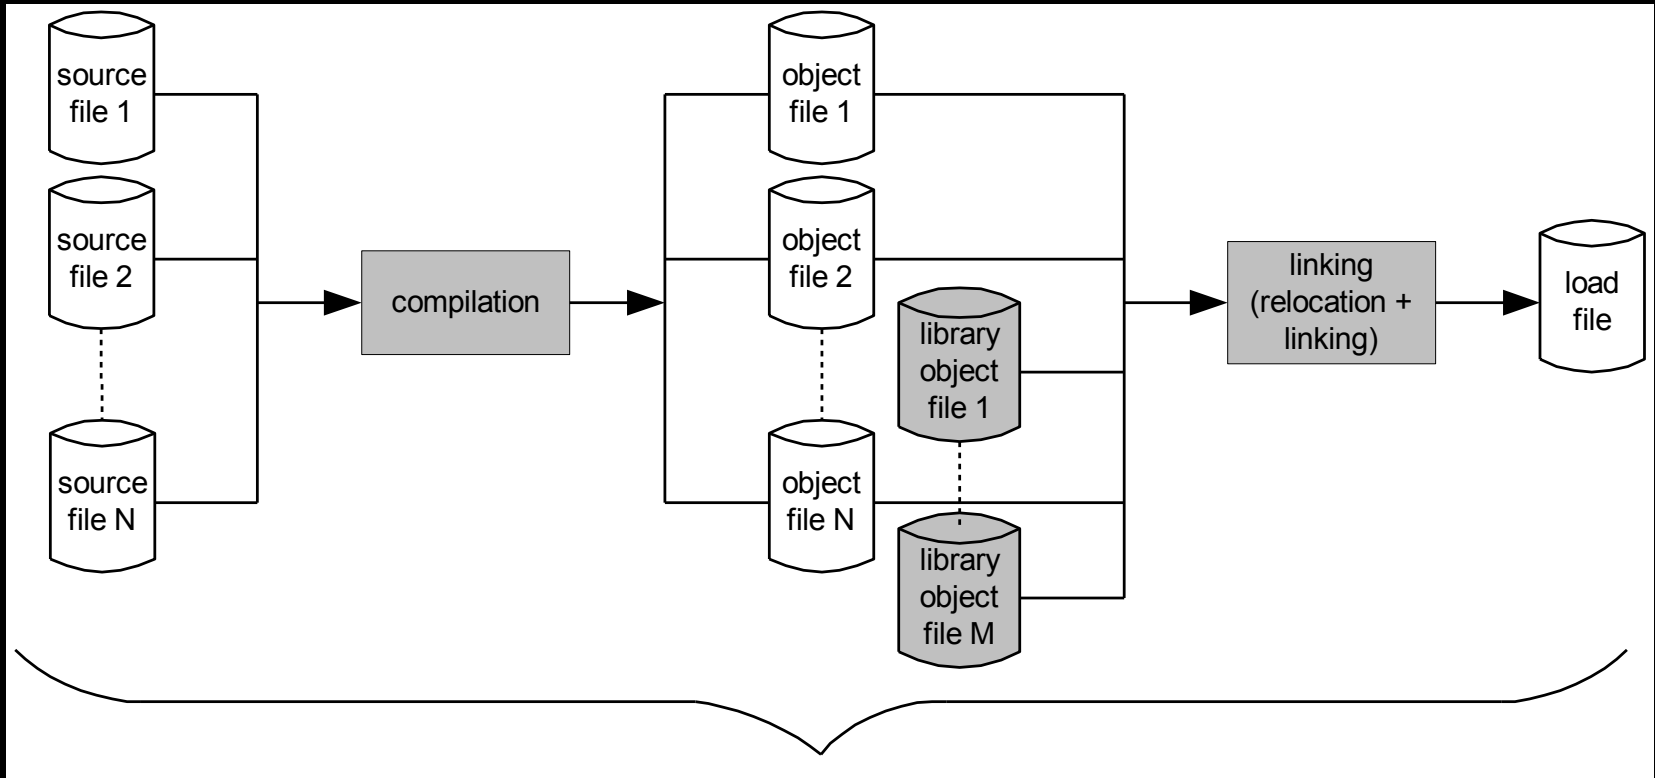 source
file 1
source
file 2
source
file N
compilation
object
file 1
object
file 2
object
file N
library
object
file 1
library
object
file M
linking
(relocation +
linking)
load
file